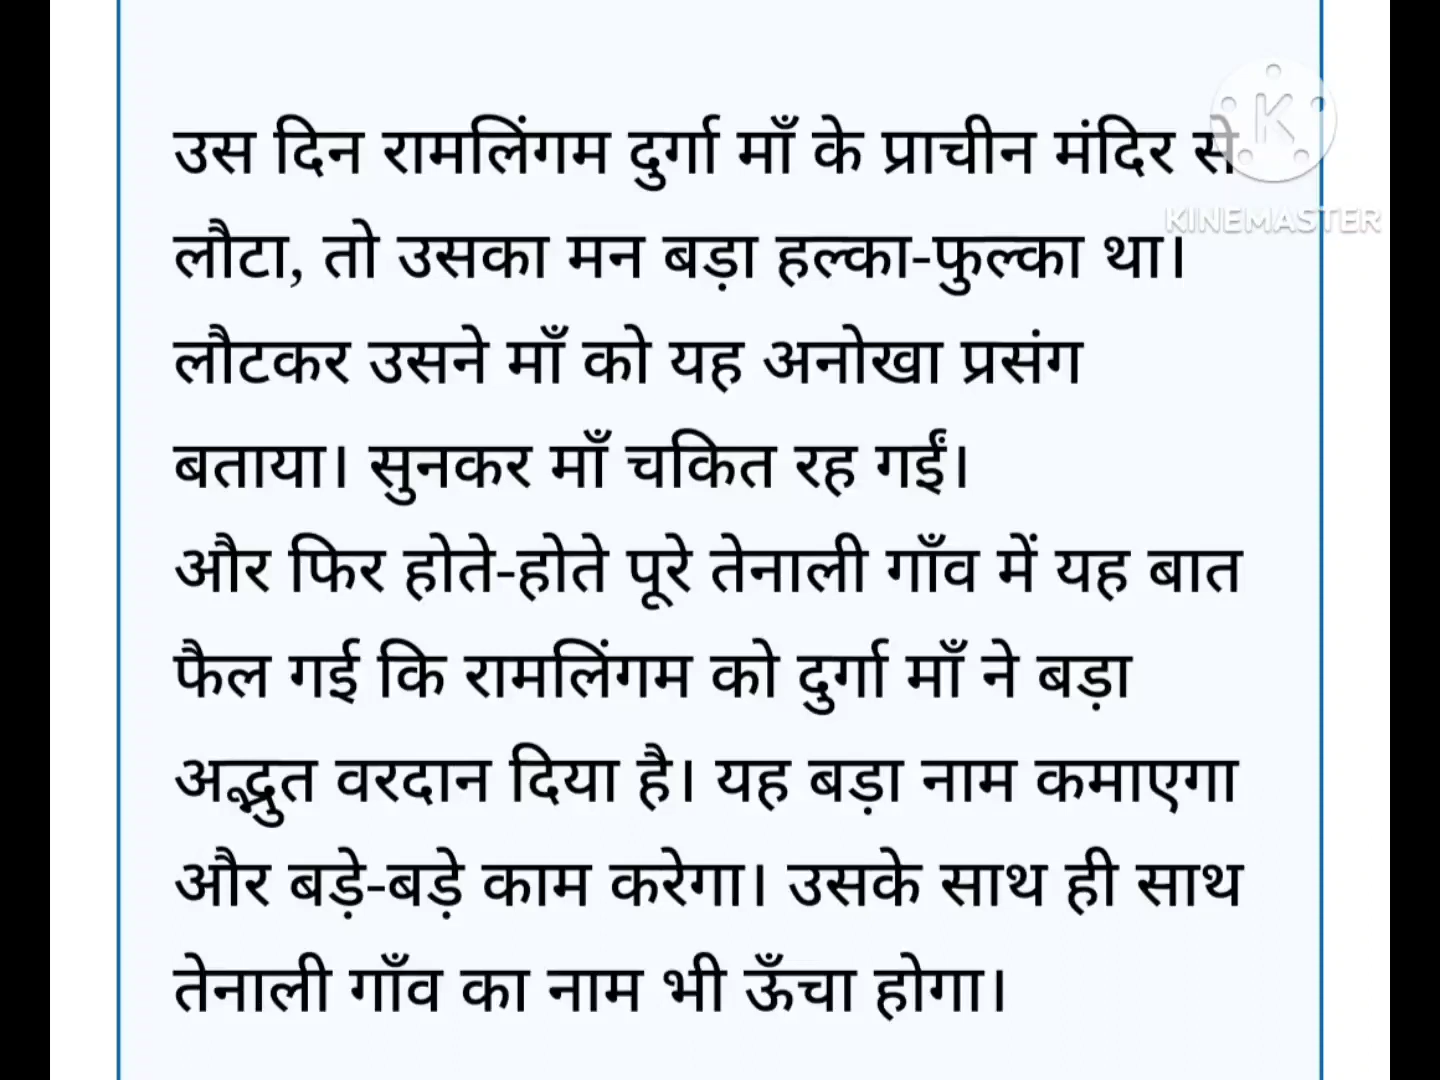 उस दिन रामलिंगम दुर्गा माँ के प्राचीन मंदिर से
लौटा, तो उसका मन बड़ा हल्का-फुल्का था।
लौटकर उसने माँ को यह अनोखा प्रसंग
बताया। सुनकर माँ चकित रह गईं।
और फिर होते-होते पूरे तेनाली गाँव में यह बात
फैल गई कि रामलिंगम को दुर्गा माँ ने बड़ा
अद्भुत वरदान दिया है। यह बड़ा नाम कमाएगा
और बड़े-बड़े काम करेगा। उसके साथ ही साथ
तेनाली गाँव का नाम भी ऊँचा होगा।
K
KINEMASTER